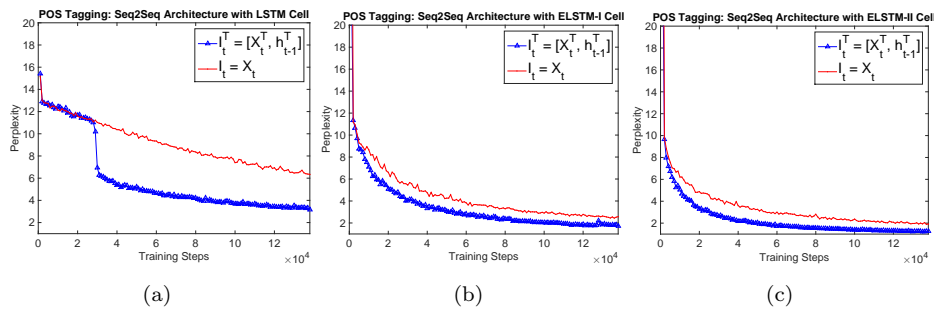 POS Tagging: Seq2Seq Architecture with LSTM Cell
I_t^T = [X_t^T, h_{t-1}^T]
I_t = X_t
Perplexity
16
14
12
10
8
6
4
2
0 2 4 6 8 10 12
Training Steps
×10^4
(a)
POS Tagging: Seq2Seq Architecture with ELSTM-I Cell
I_t^T = [X_t^T, h_{t-1}^T]
I_t = X_t
Perplexity
20
18
16
14
12
10
8
6
4
2
0 2 4 6 8 10 12
Training Steps
×10^4
(b)
POS Tagging: Seq2Seq Architecture with ELSTM-II Cell
I_t^T = [X_t^T, h_{t-1}^T]
I_t = X_t
Perplexity
20
18
16
14
12
10
8
6
4
2
0 2 4 6 8 10 12
Training Steps
×10^4
(c)